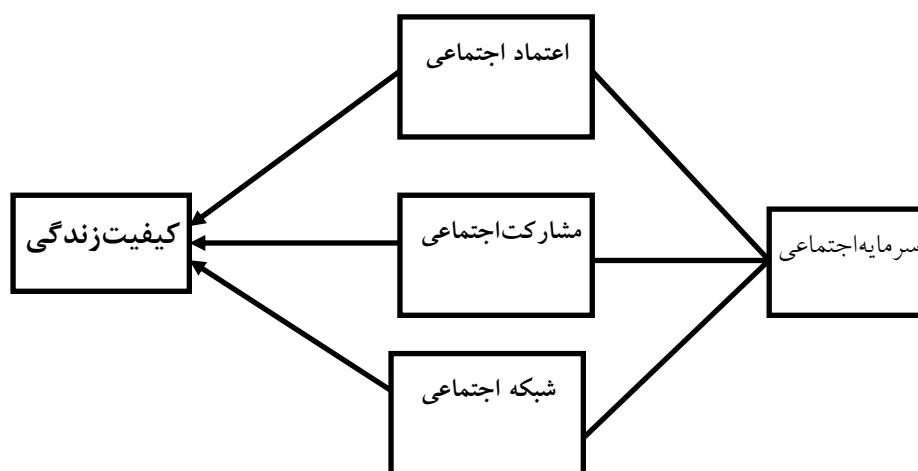 اعتماد اجتماعی
سرمایه‌اجتماعی
مشارکت‌اجتماعی
کیفیت‌زندگی
شبکه اجتماعی